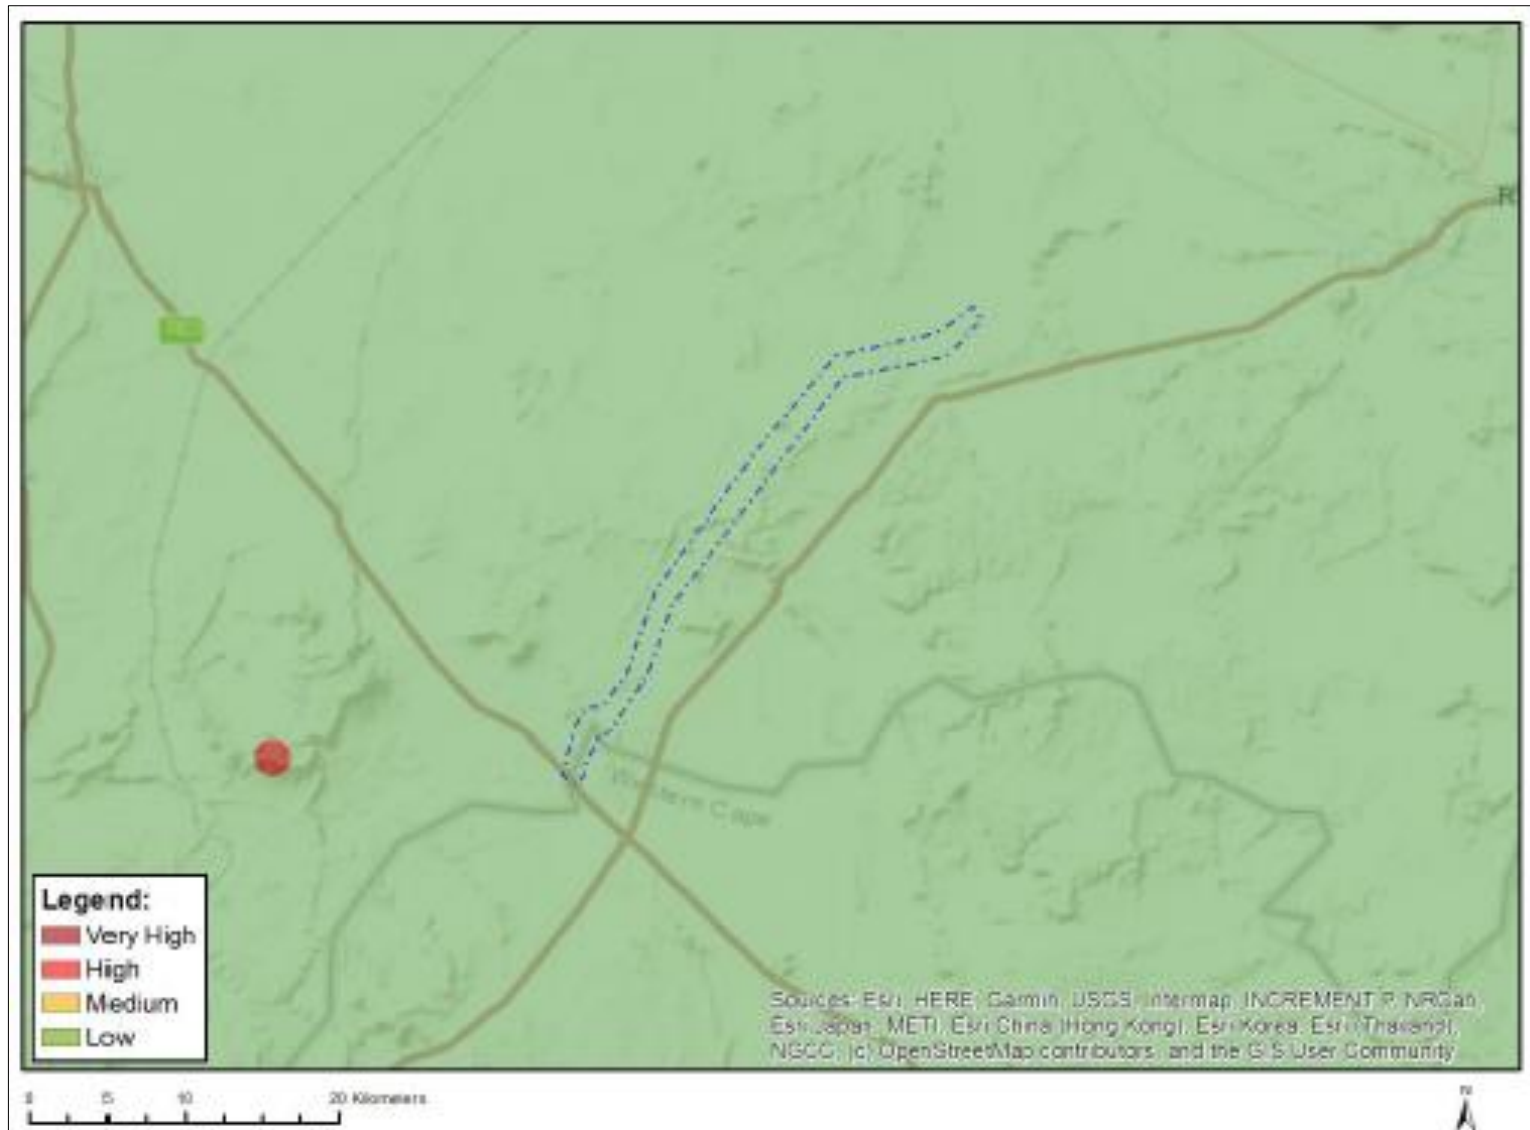 R
Western Cape
Legend:
Very High
High
Medium
Low
Sources: Esri, HERE, Garmin, USGS, Intermap, INCREMENT P, NRCan,
Esri Japan, METI, Esri China (Hong Kong), Esri Korea, Esri (Thailand),
NGCC, (c) OpenStreetMap contributors, and the GIS User Community
0 5 10 20 Kilometers
N